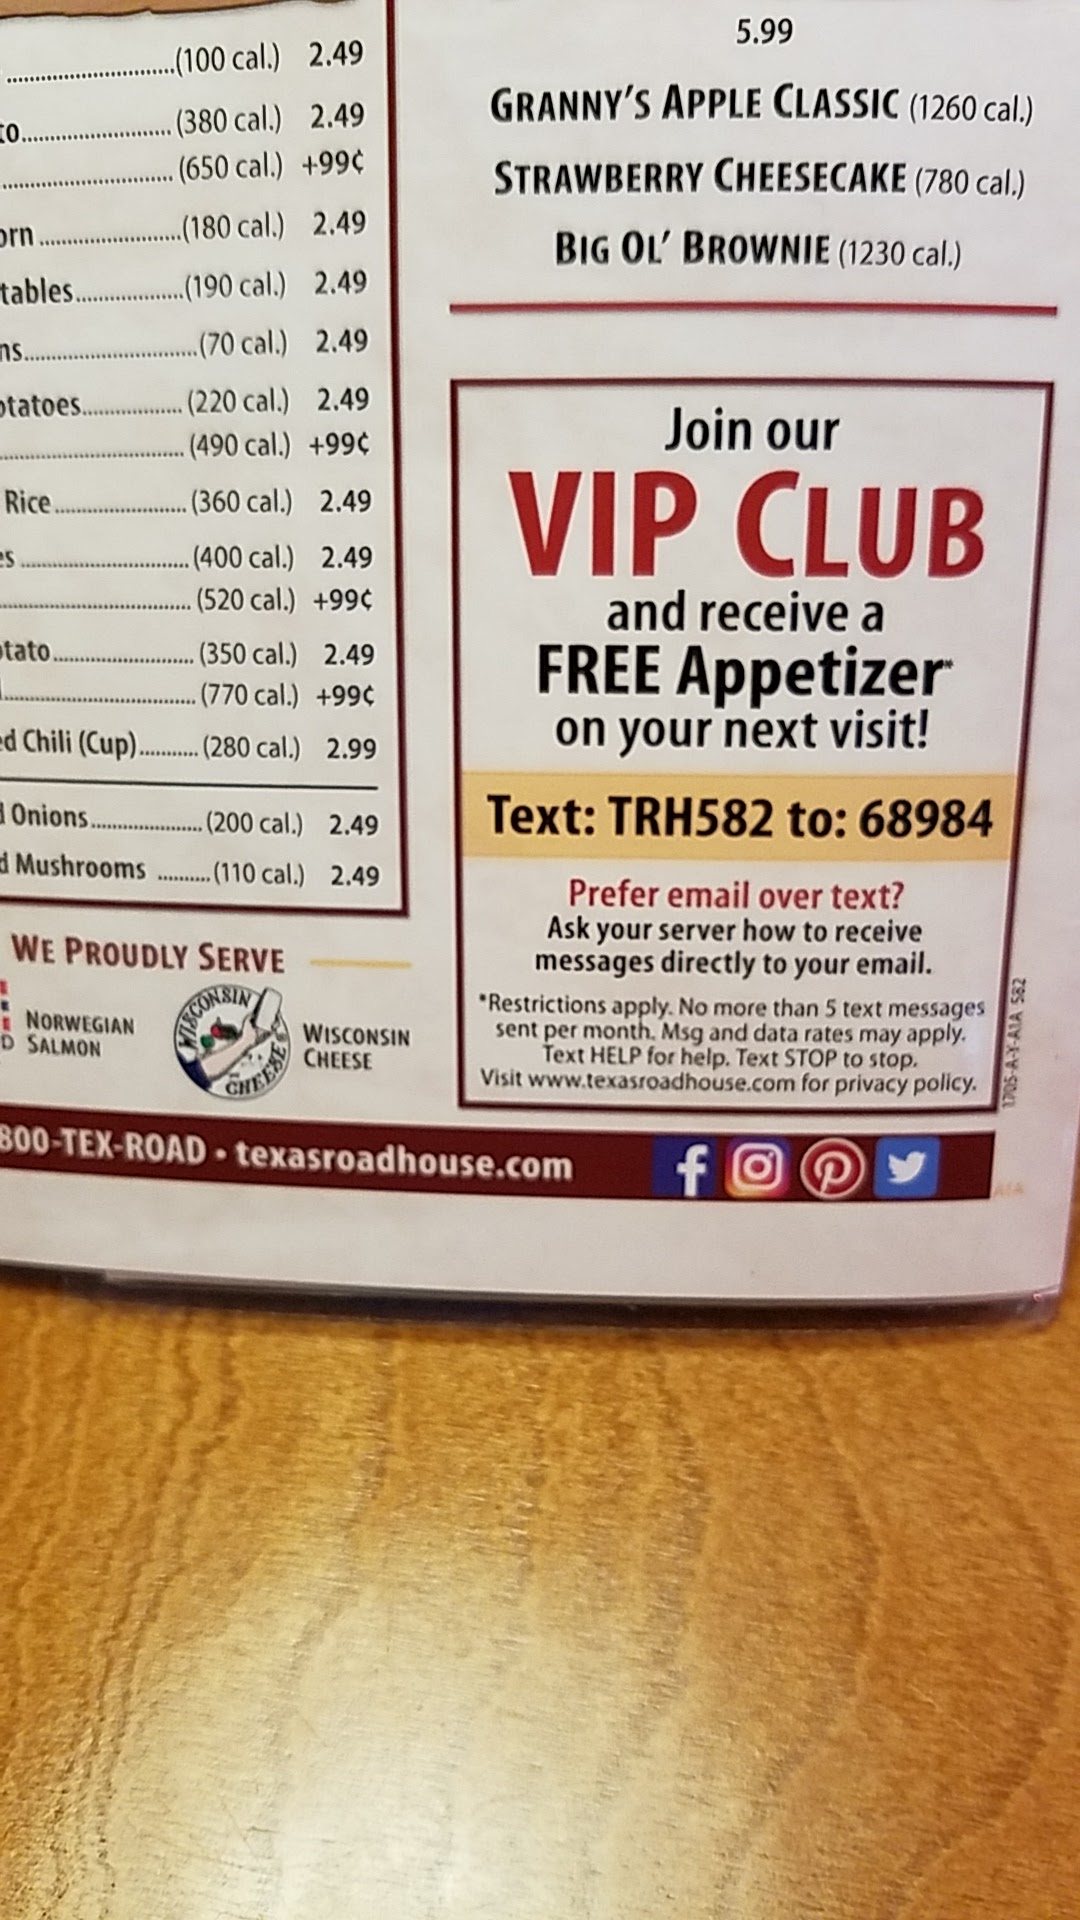 (100 cal.) 2.49
(380 cal.) 2.49
(650 cal.) +99¢
(180 cal.) 2.49
(190 cal.) 2.49
(70 cal.) 2.49
(220 cal.) 2.49
(490 cal.) +99¢
Rice (360 cal.) 2.49
(400 cal.) 2.49
(520 cal.) +99¢
(350 cal.) 2.49
(770 cal.) +99¢
Chili (Cup) (280 cal.) 2.99
Onions (200 cal.) 2.49
Mushrooms (110 cal.) 2.49
WE PROUDLY SERVE
NORWEGIAN
SALMON
WISCONSIN
CHEESE
WISCONSIN
CHEESE
5.99
GRANNY'S APPLE CLASSIC (1260 cal.)
STRAWBERRY CHEESECAKE (780 cal.)
BIG OL' BROWNIE (1230 cal.)
Join our
VIP CLUB
and receive a
FREE Appetizer*
on your next visit!
Text: TRH582 to: 68984
Prefer email over text?
Ask your server how to receive
messages directly to your email.
*Restrictions apply. No more than 5 text messages
sent per month. Msg and data rates may apply.
Text HELP for help. Text STOP to stop.
Visit www.texasroadhouse.com for privacy policy.
1705-A-Y-A1A 582
800-TEX-ROAD • texasroadhouse.com